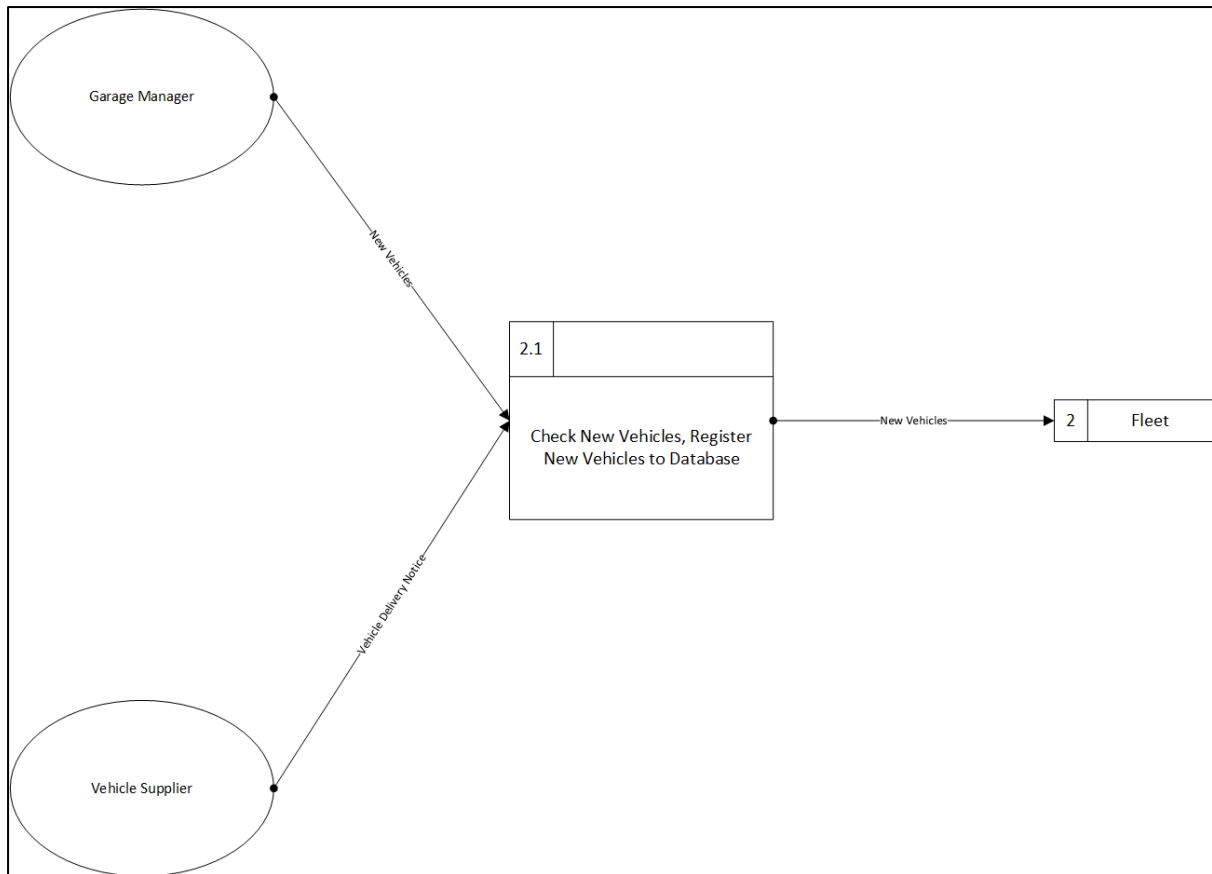 Garage Manager
New Vehicles
2.1
Check New Vehicles, Register
New Vehicles to Database
New Vehicles
2
Fleet
Vehicle Delivery Notice
Vehicle Supplier